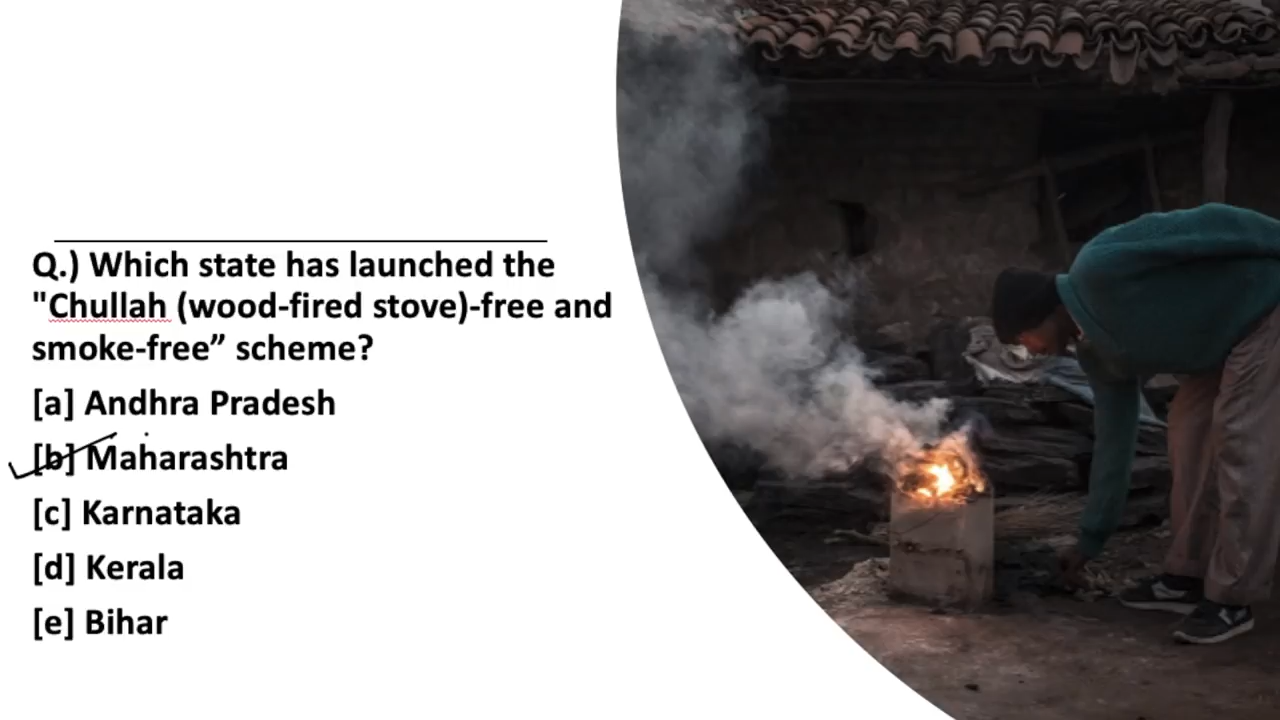 Q.) Which state has launched the
"Chullah (wood-fired stove)-free and
smoke-free” scheme?
[a] Andhra Pradesh
[b] Maharashtra
[c] Karnataka
[d] Kerala
[e] Bihar